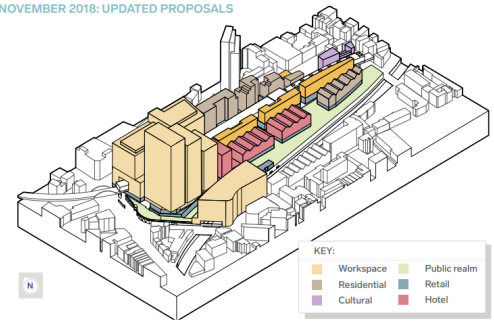 NOVEMBER 2018: UPDATED PROPOSALS
N
KEY:
Workspace
Public realm
Residential
Retail
Cultural
Hotel